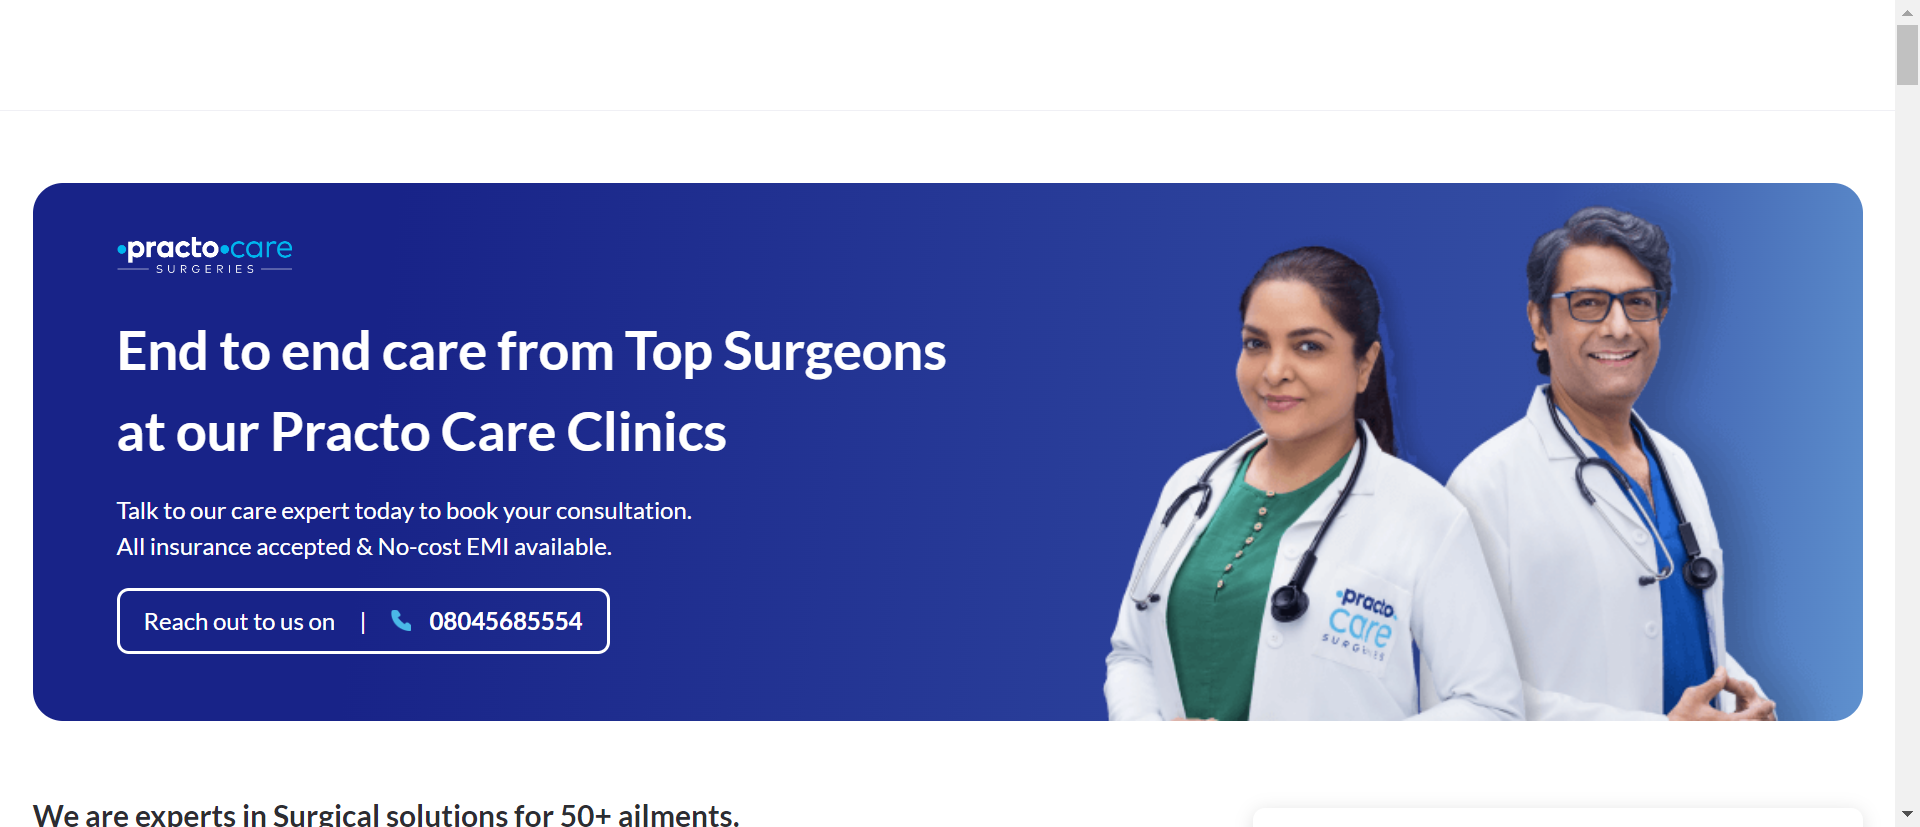 practo care
SURGERIES
End to end care from Top Surgeons
at our Practo Care Clinics
Talk to our care expert today to book your consultation.
All insurance accepted & No-cost EMI available.
Reach out to us on | 08045685554
practo
care
SURGERIES
We are experts in Surgical solutions for 50+ ailments.